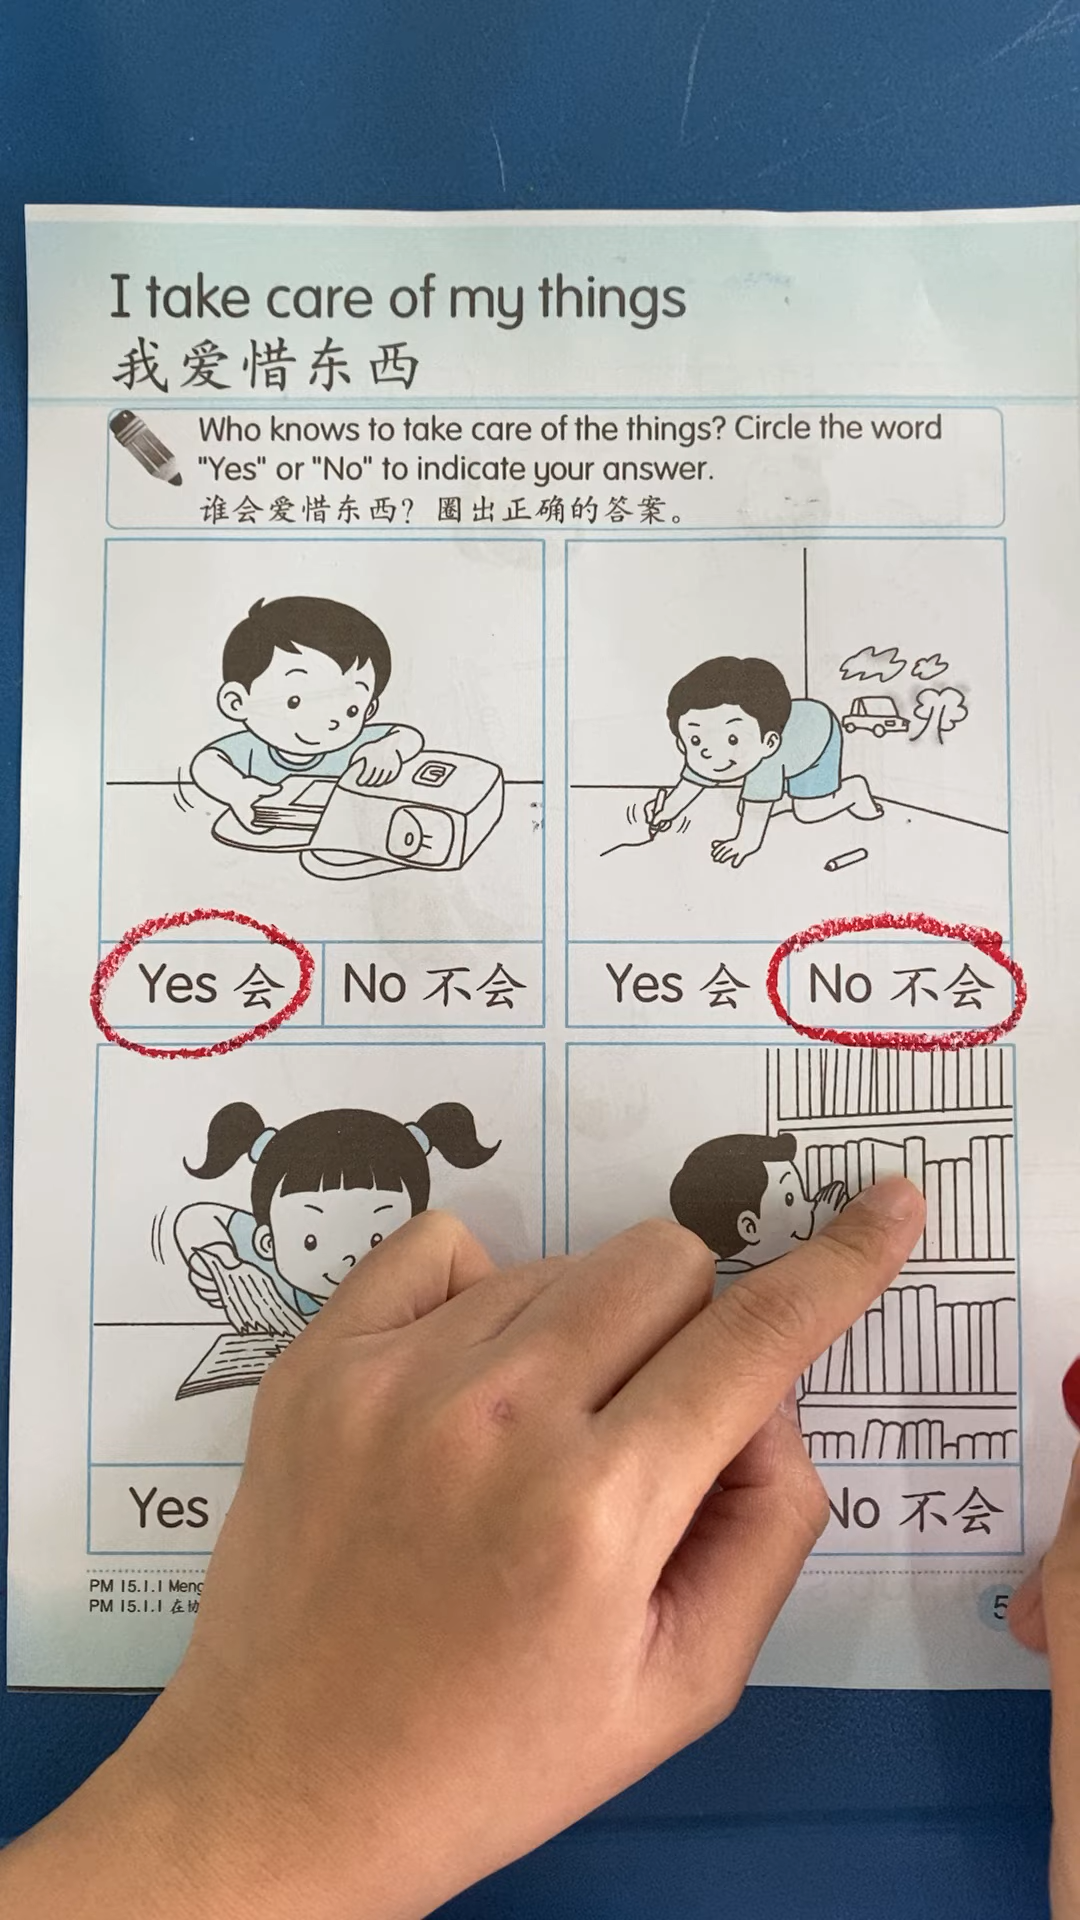 I take care of my things
我爱惜东西
Who knows to take care of the things? Circle the word
"Yes" or "No" to indicate your answer.
谁会爱惜东西？圈出正确的答案。
Yes 会 No 不会 Yes 会 No 不会
Yes No 不会
PM 15.1.1
PM 15.1.1 在
5